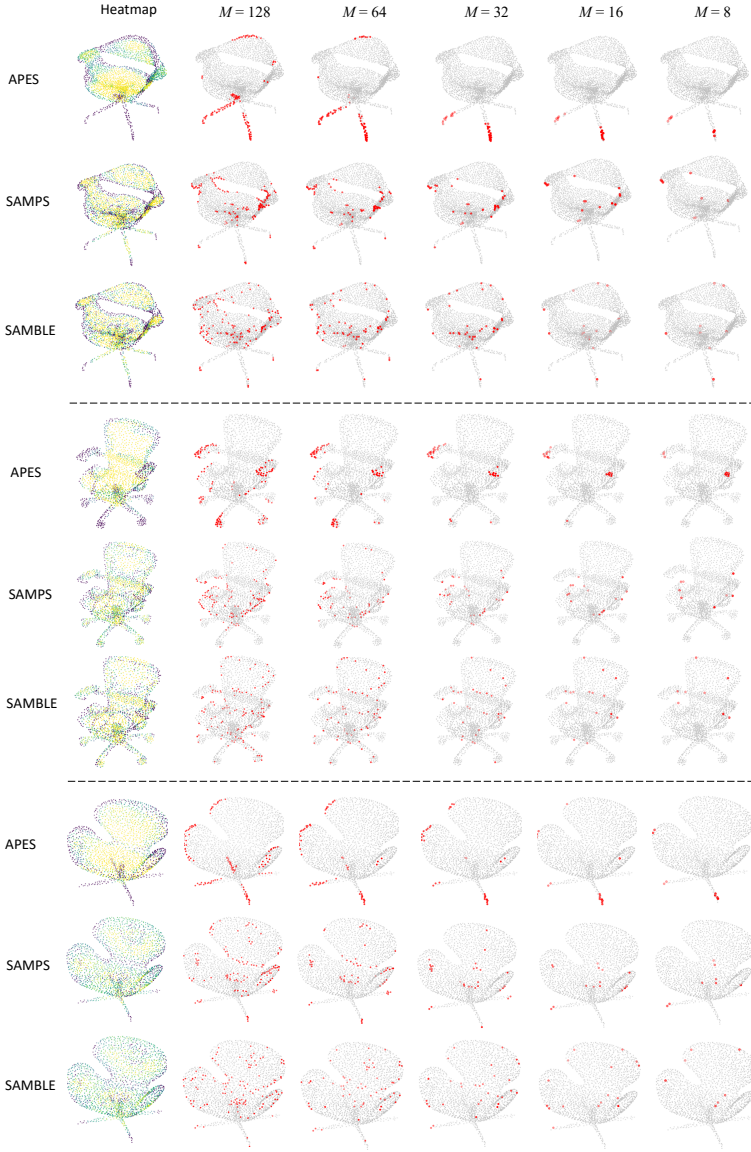 Heatmap M = 128 M = 64 M = 32 M = 16 M = 8
APES
SAMPS
SAMBLE
APES
SAMPS
SAMBLE
APES
SAMPS
SAMBLE